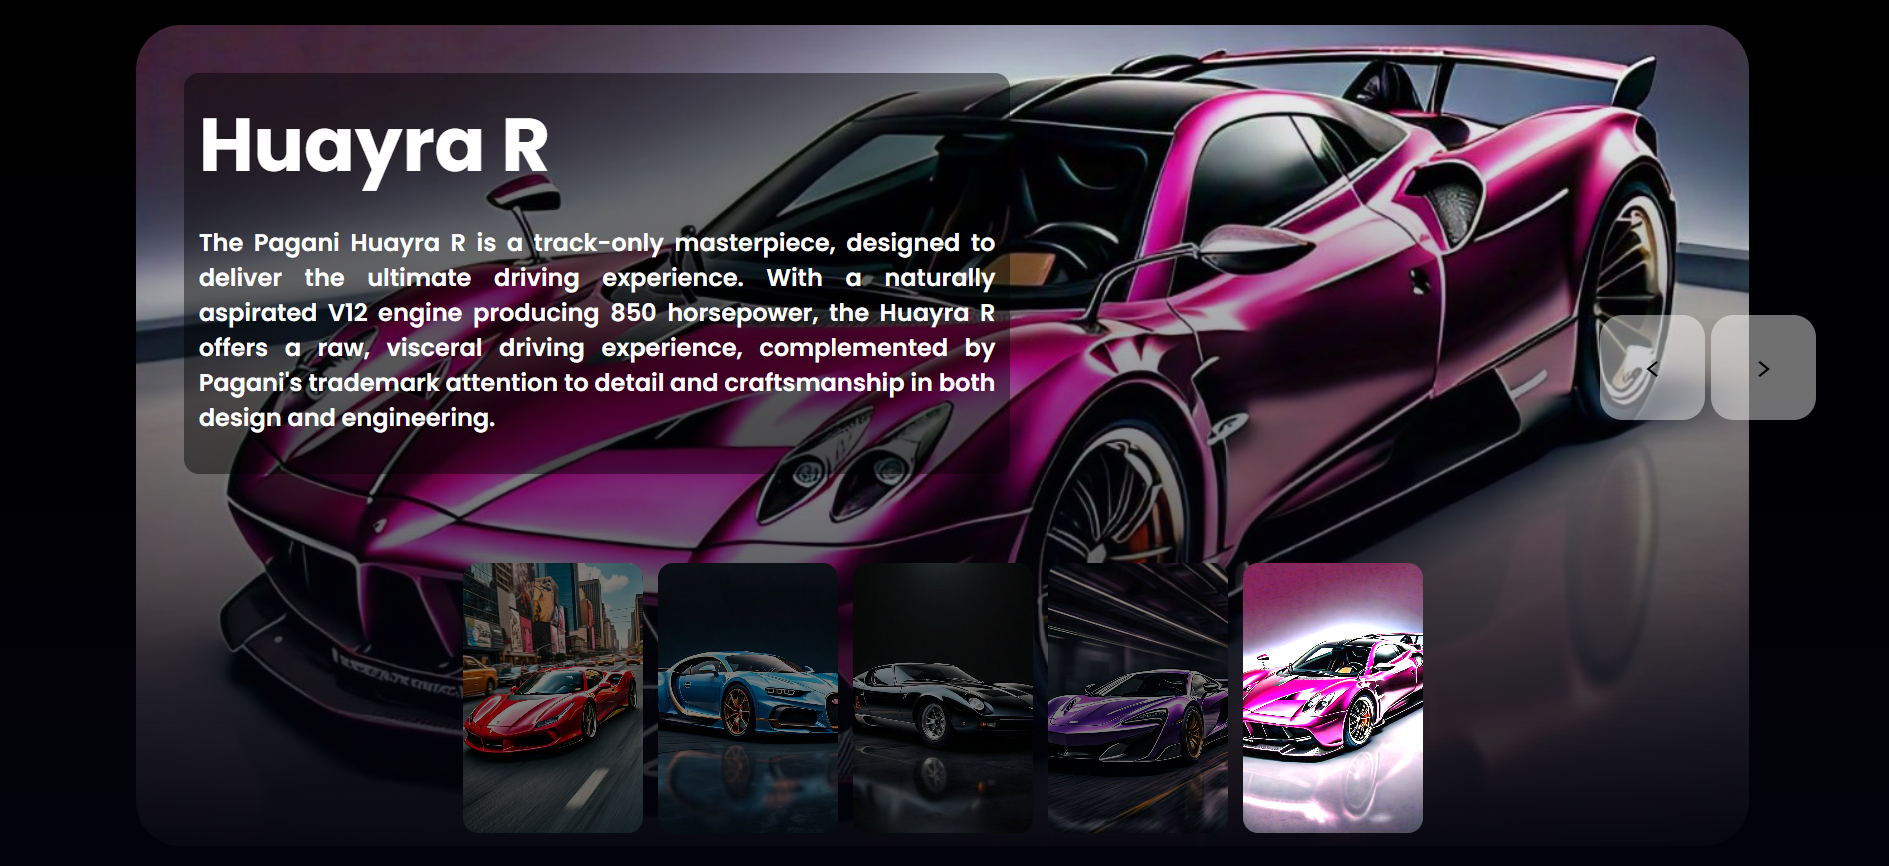 Huayra R
The Pagani Huayra R is a track-only masterpiece, designed to
deliver the ultimate driving experience. With a naturally
aspirated V12 engine producing 850 horsepower, the Huayra R
offers a raw, visceral driving experience, complemented by
Pagani's trademark attention to detail and craftsmanship in both
design and engineering.
< >